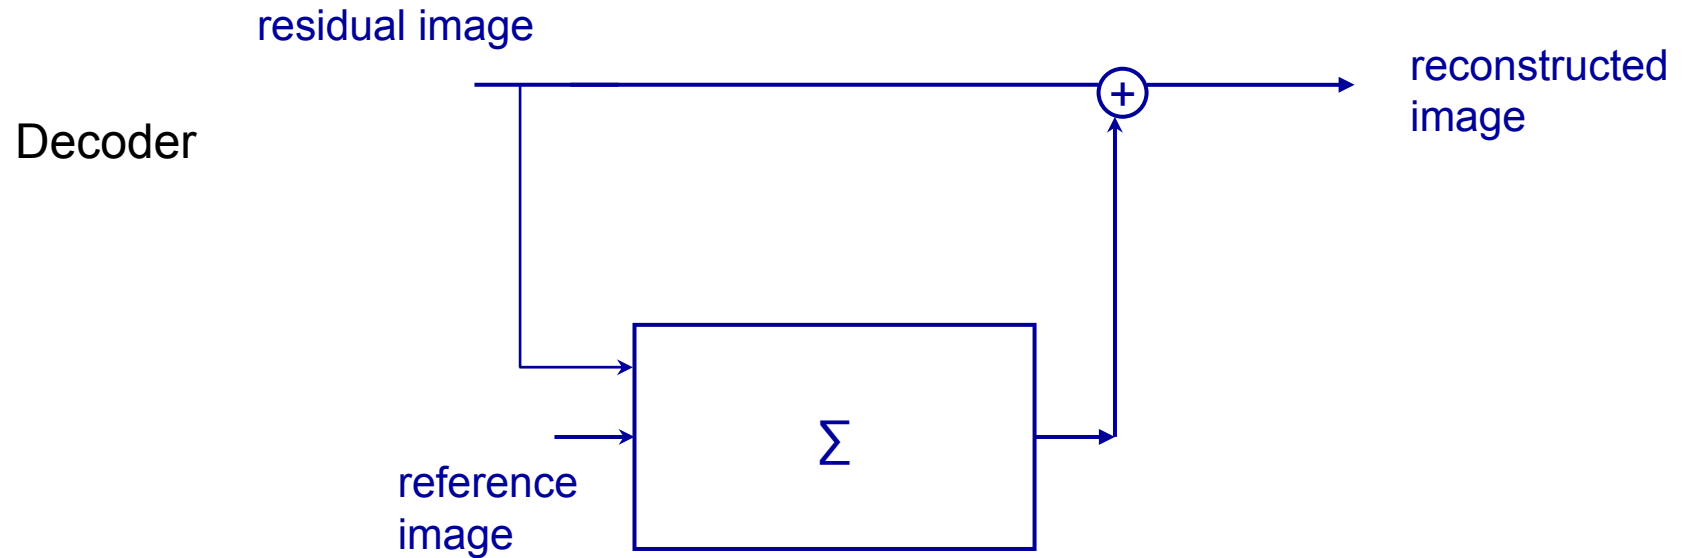 residual image
reconstructed
image
+
Decoder
∑
reference
image